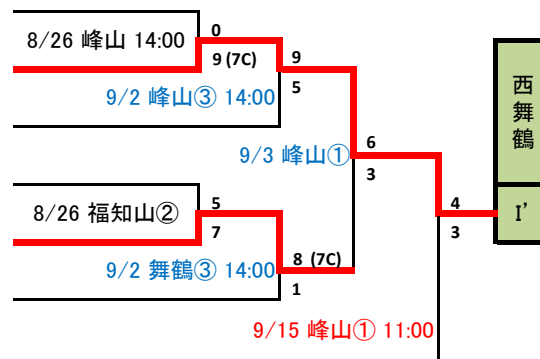 8/26 峰山 14:00
0
9 (7C)
9/2 峰山③ 14:00
9
5
9/3 峰山①
6
3
8/26 福知山②
5
7
9/2 舞鶴③ 14:00
8 (7C)
1
9/15 峰山① 11:00
4
3
西舞鶴
I’